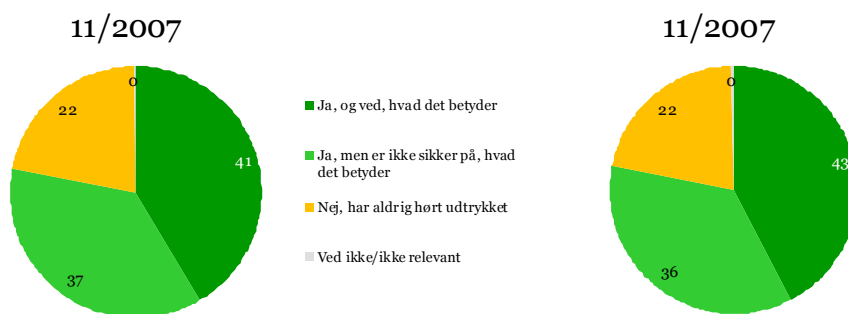 11/2007
0
22
41
37
Ja, og ved, hvad det betyder
Ja, men er ikke sikker på, hvad
det betyder
Nej, har aldrig hørt udtrykket
Ved ikke/ikke relevant
11/2007
0
22
43
36